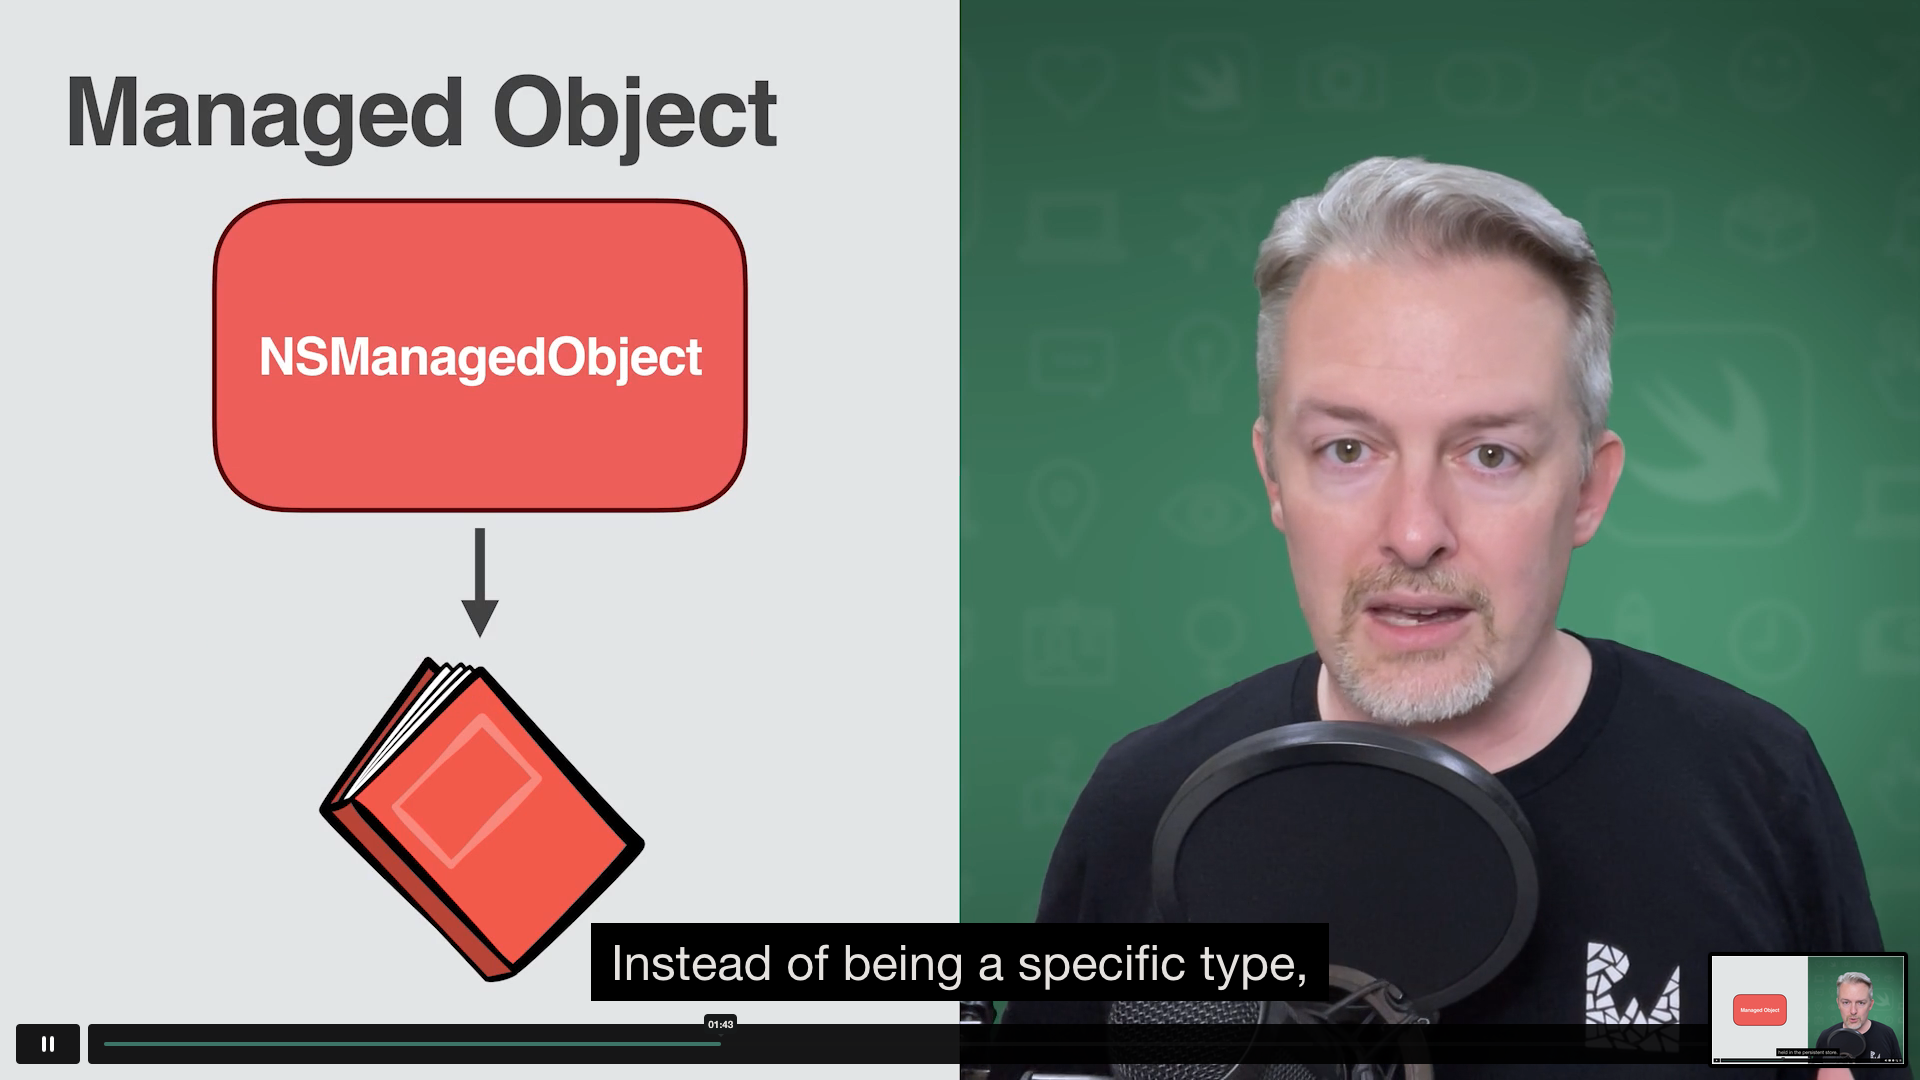 Managed Object
NSManagedObject
Instead of being a specific type,
01:43
Managed Object
held in the persistent store.